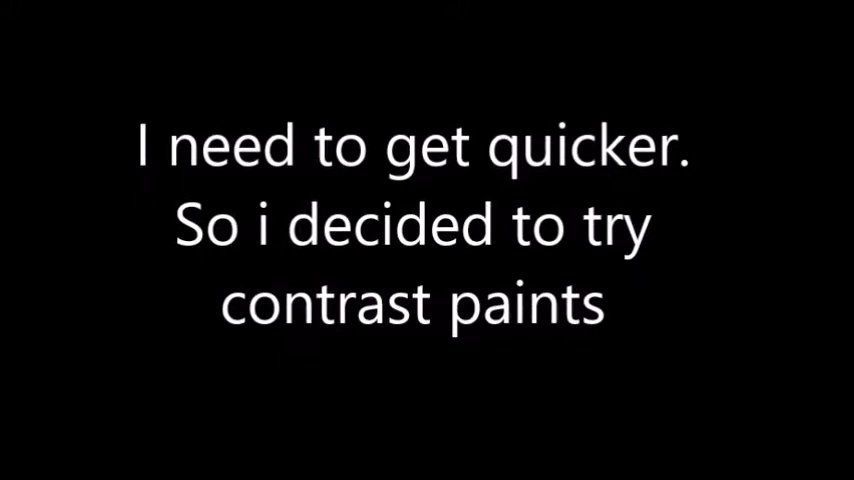 I need to get quicker.
So i decided to try
contrast paints